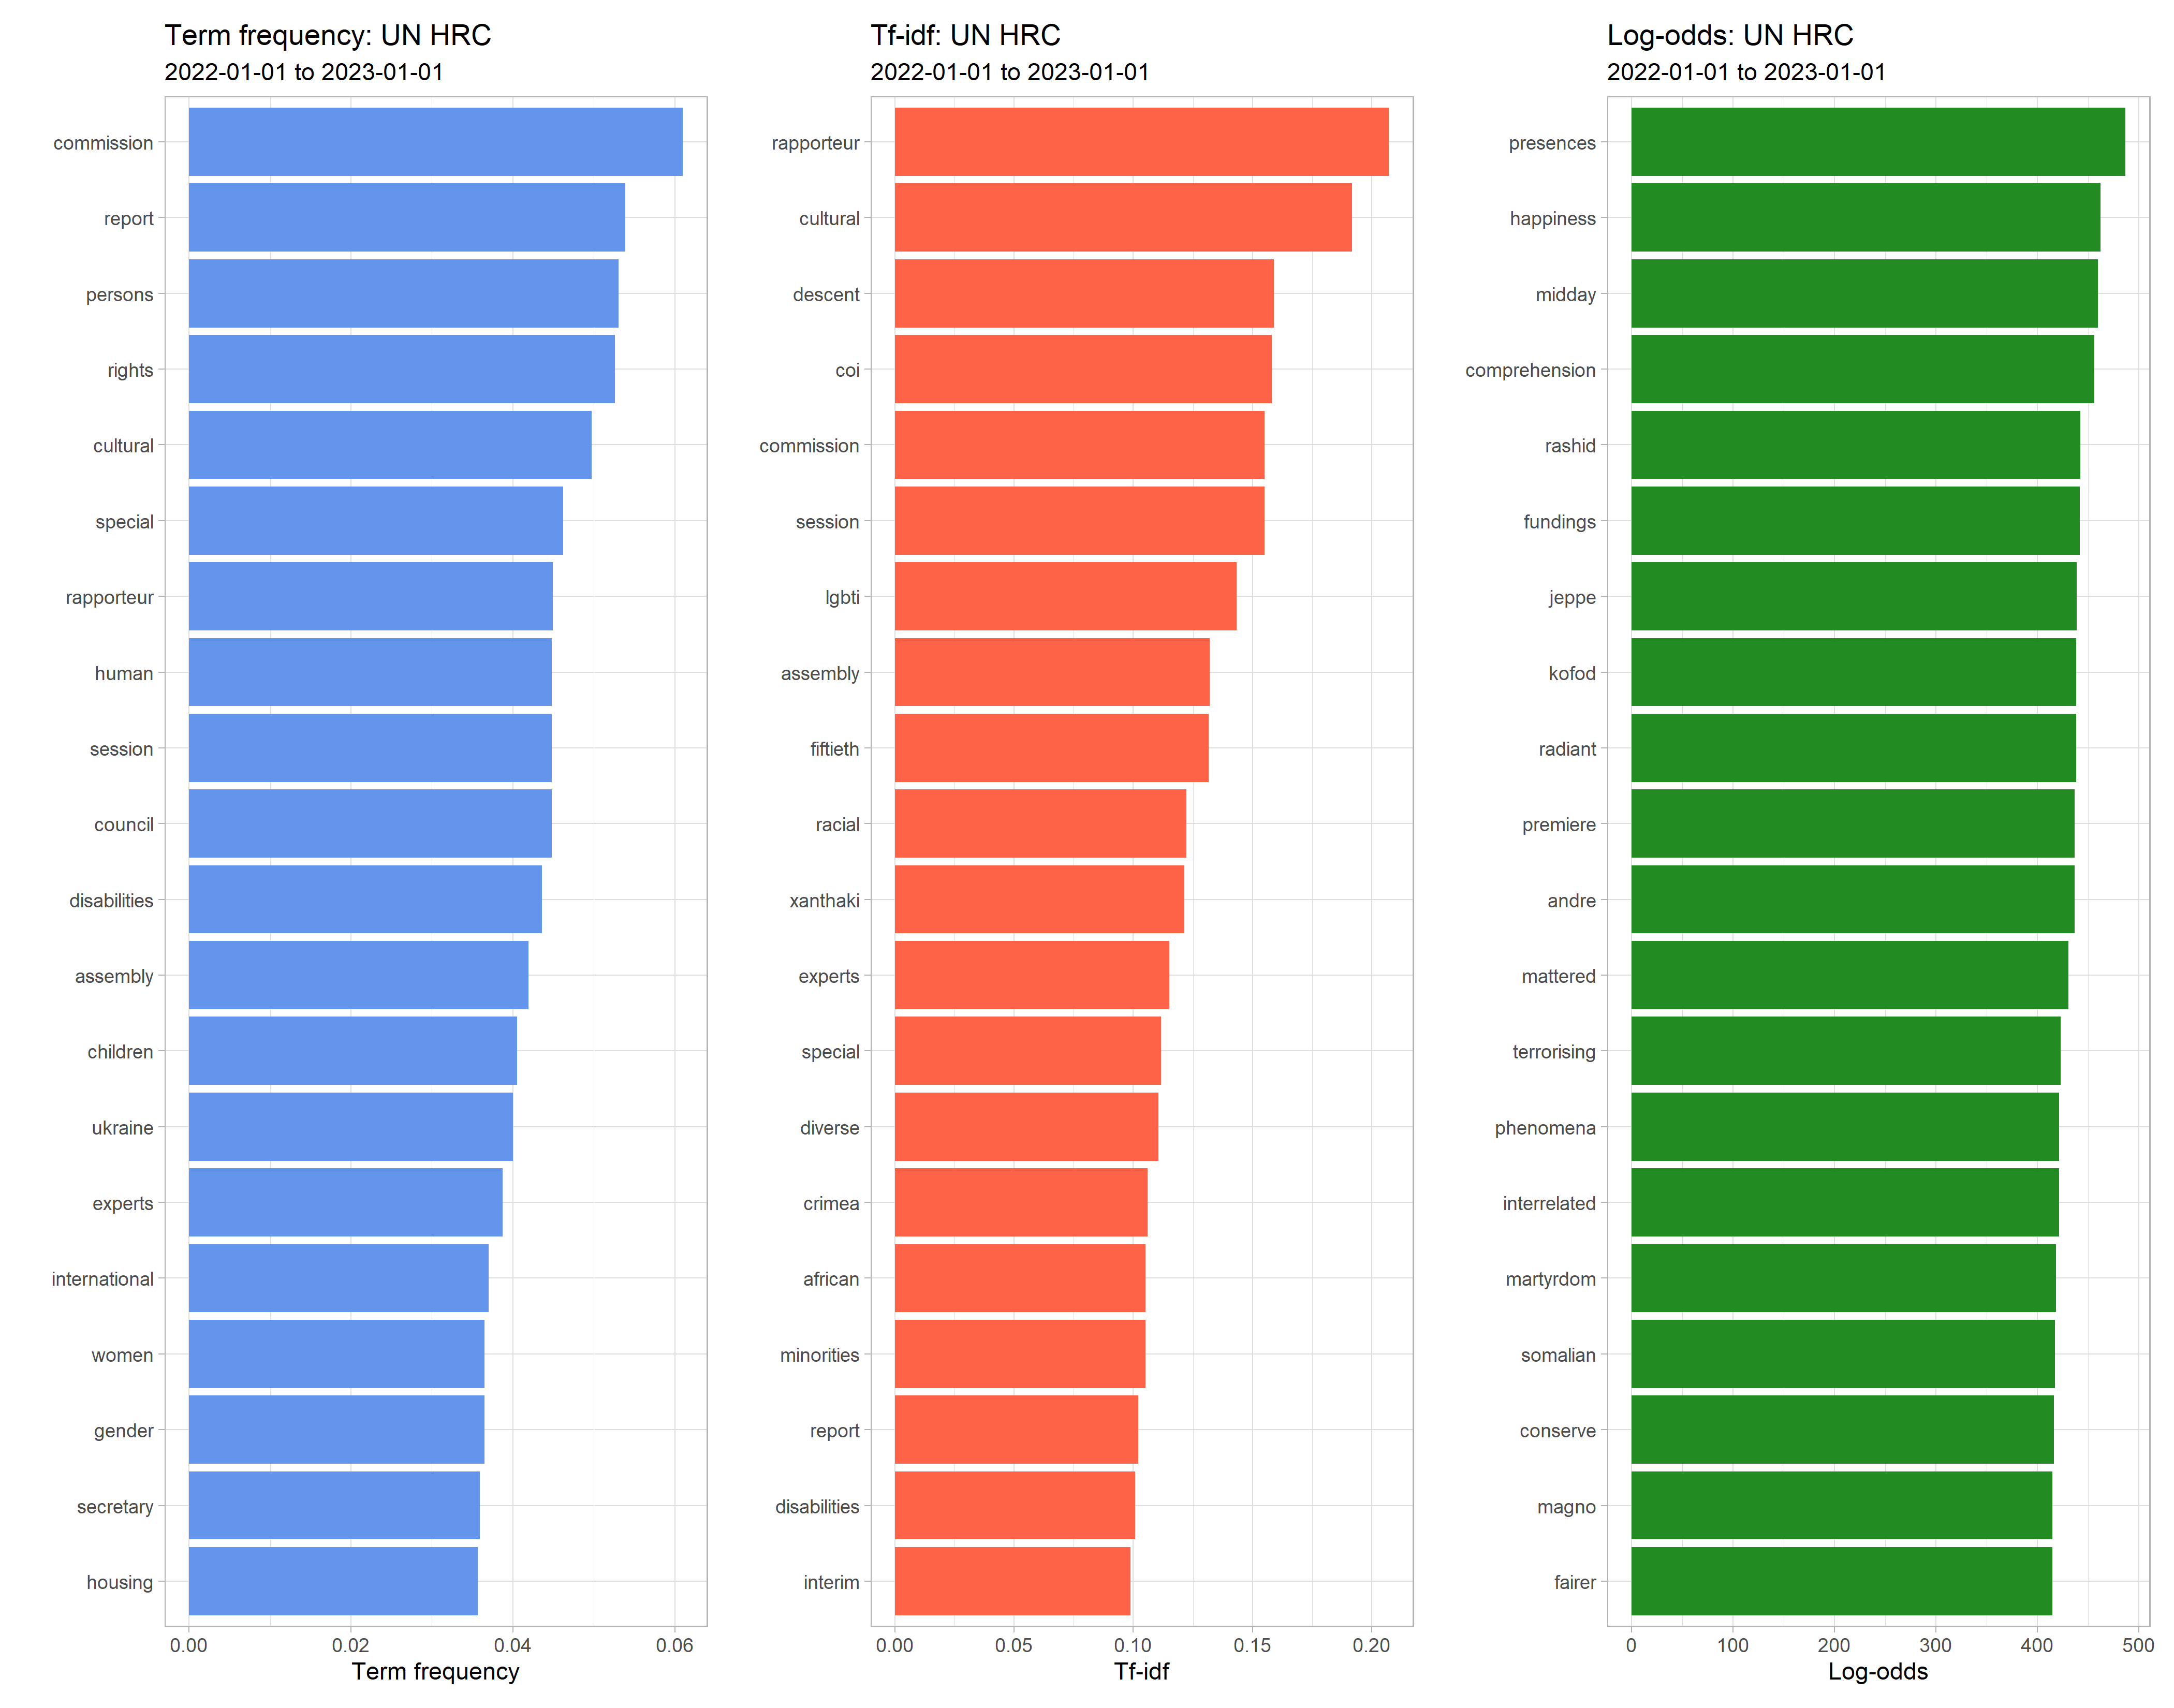 Term frequency: UN HRC
2022-01-01 to 2023-01-01
commission
report
persons
rights
cultural
special
rapporteur
human
session
council
disabilities
assembly
children
ukraine
experts
international
women
gender
secretary
housing
0.00 0.02 0.04 0.06
Term frequency
Tf-idf: UN HRC
2022-01-01 to 2023-01-01
rapporteur
cultural
descent
coi
commission
session
lgbti
assembly
fiftieth
racial
xanthaki
experts
special
diverse
crimea
african
minorities
report
disabilities
interim
0.00 0.05 0.10 0.15 0.20
Tf-idf
Log-odds: UN HRC
2022-01-01 to 2023-01-01
presences
happiness
midday
comprehension
rashid
fundings
jeppe
kofod
radiant
premiere
andre
mattered
terrorising
phenomena
interrelated
martyrdom
somalian
conserve
magno
fairer
0 100 200 300 400 500
Log-odds